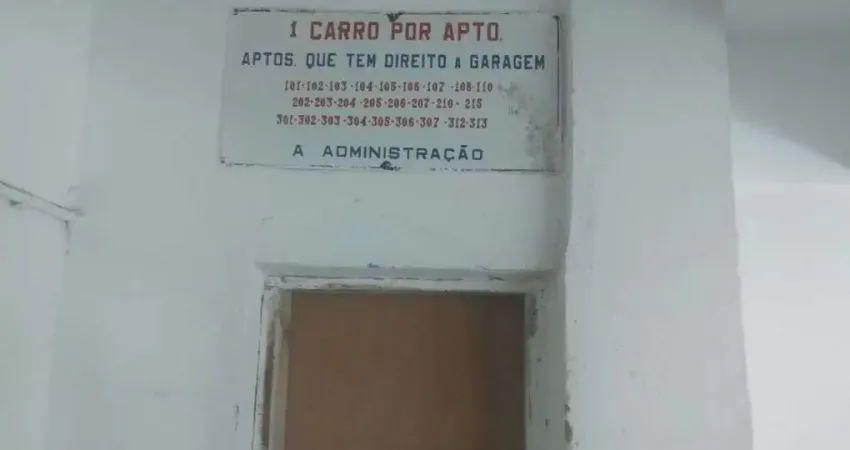 1 CARRO POR APTO.
APTOS. QUE TEM DIREITO A GARAGEM
101-102-103-104-105-106-107-108-110
202-203-204-205-206-207-210-215
301-302-303-304-305-306-307-312-313
A ADMINISTRAÇÃO